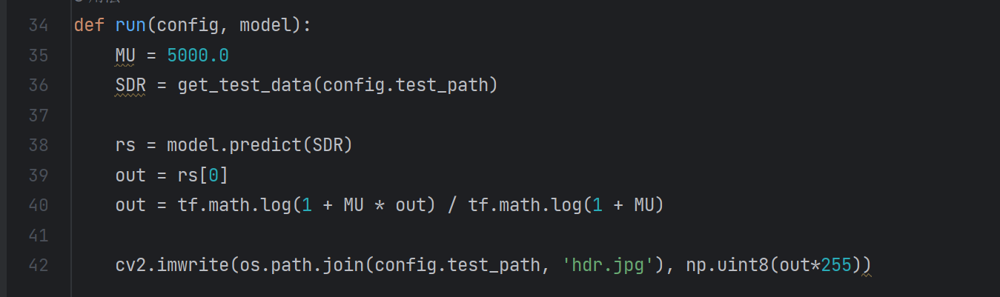 34 def run(config, model):
35     MU = 5000.0
36     SDR = get_test_data(config.test_path)
37
38     rs = model.predict(SDR)
39     out = rs[0]
40     out = tf.math.log(1 + MU * out) / tf.math.log(1 + MU)
41
42     cv2.imwrite(os.path.join(config.test_path, 'hdr.jpg'), np.uint8(out*255))